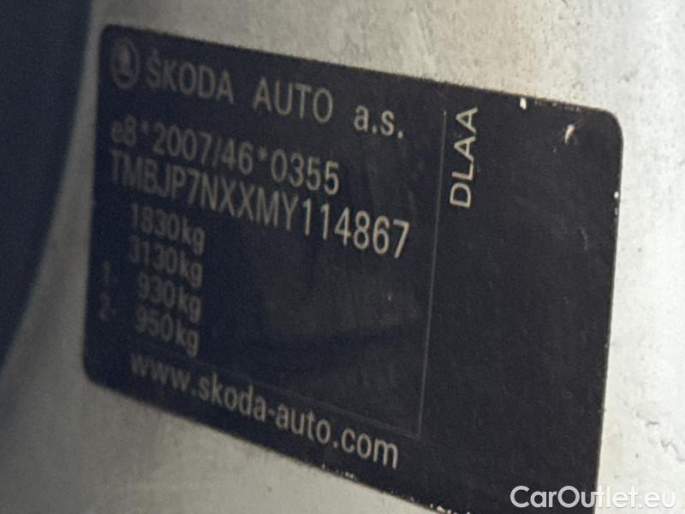 ŠKODA AUTO a.s.
e8*2007/46*0355
TMBJP7NXXMY114867
1830kg
3130kg
1- 930kg
2- 950kg
www.skoda-auto.com
DLAA
CarOutlet.eu